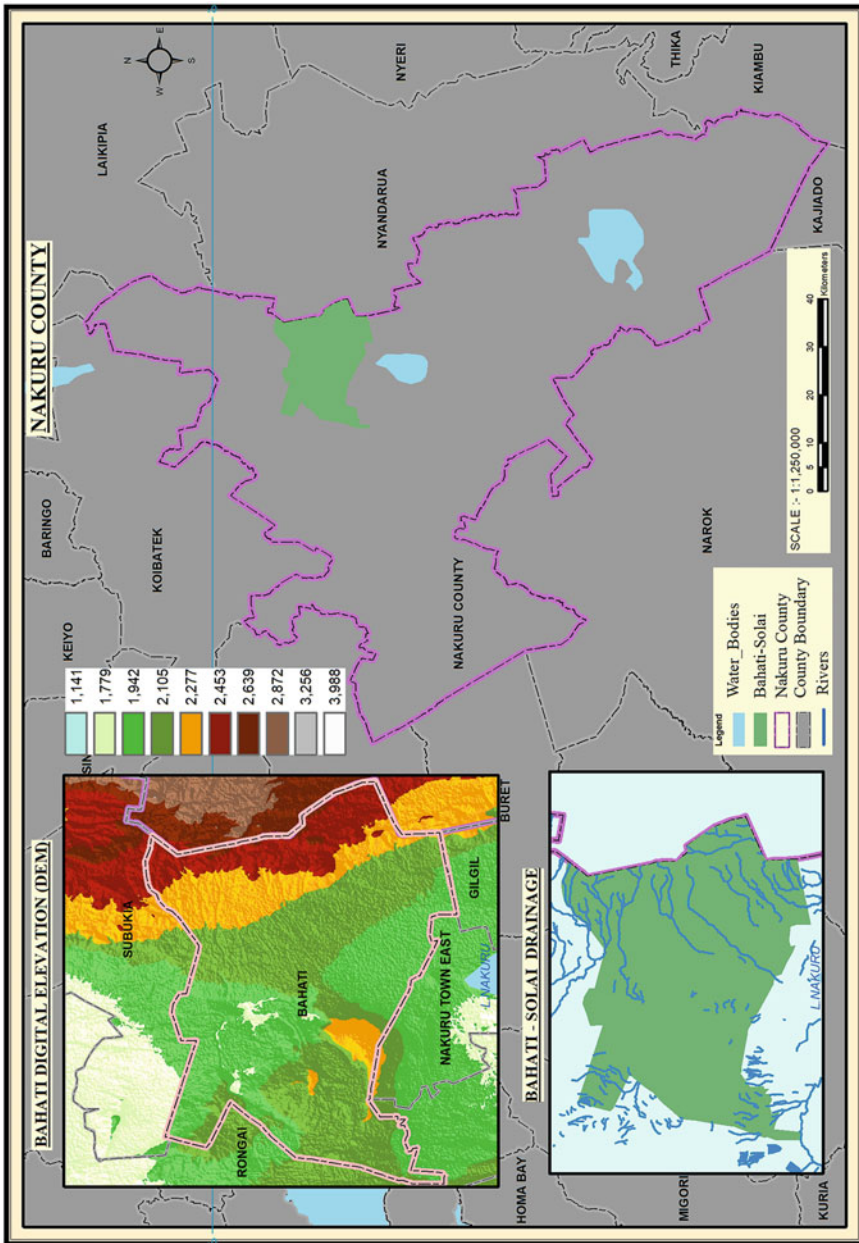 NAKURU COUNTY
BAHATI DIGITAL ELEVATION (DEM)
SUBUKIA
BAHATI
RONGAI
NAKURU TOWN EAST
GILGIL
L.NAKURU
1,141
1,779
1,942
2,105
2,277
2,453
2,639
2,872
3,256
3,988
BARINGO
KEIYO
KOIBATEK
LAIKIPIA
NYERI
NYANDARUA
THIKA
KIAMBU
KAJIADO
NAKURU COUNTY
NAROK
BURET
HOMA BAY
MIGORI
KURIA
N
E
S
W
BAHATI - SOLAI DRAINAGE
L.NAKURO
Legend
Water_Bodies
Bahati-Solai
Nakuru County
County Boundary
Rivers
SCALE :- 1:1,250,000
0 5 10 20 30 40
Kilometers